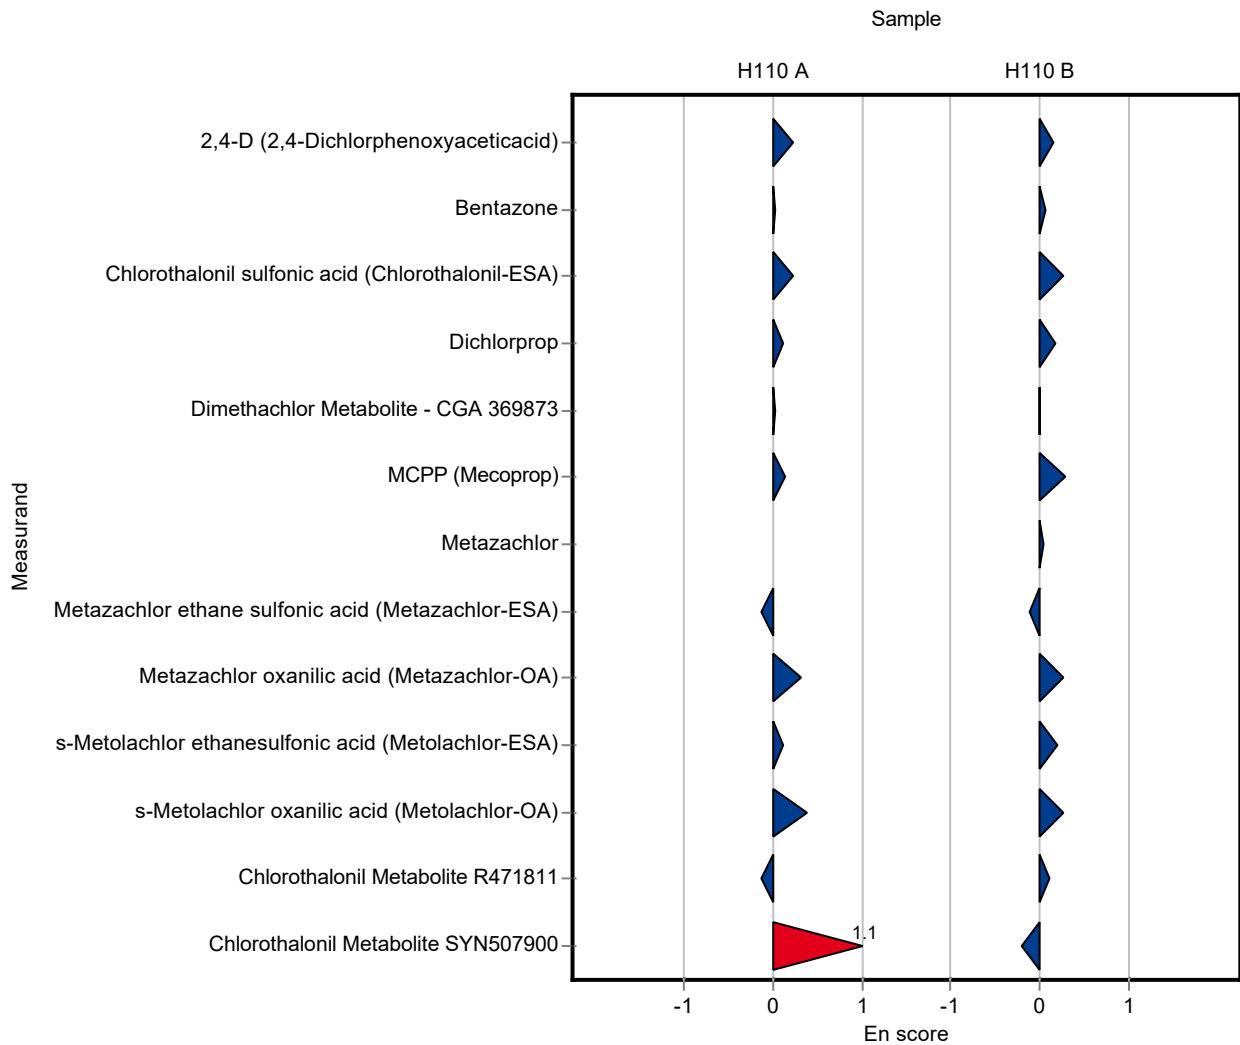 Sample
H110 A
H110 B
2,4-D (2,4-Dichlorphenoxyaceticacid)
Bentazone
Chlorothalonil sulfonic acid (Chlorothalonil-ESA)
Dichlorprop
Dimethachlor Metabolite - CGA 369873
MCPP (Mecoprop)
Metazachlor
Metazachlor ethane sulfonic acid (Metazachlor-ESA)
Metazachlor oxanilic acid (Metazachlor-OA)
s-Metolachlor ethanesulfonic acid (Metolachlor-ESA)
s-Metolachlor oxanilic acid (Metolachlor-OA)
Chlorothalonil Metabolite R471811
Chlorothalonil Metabolite SYN507900
1.1
Measurand
-1 0 1 -1 0 1
En score